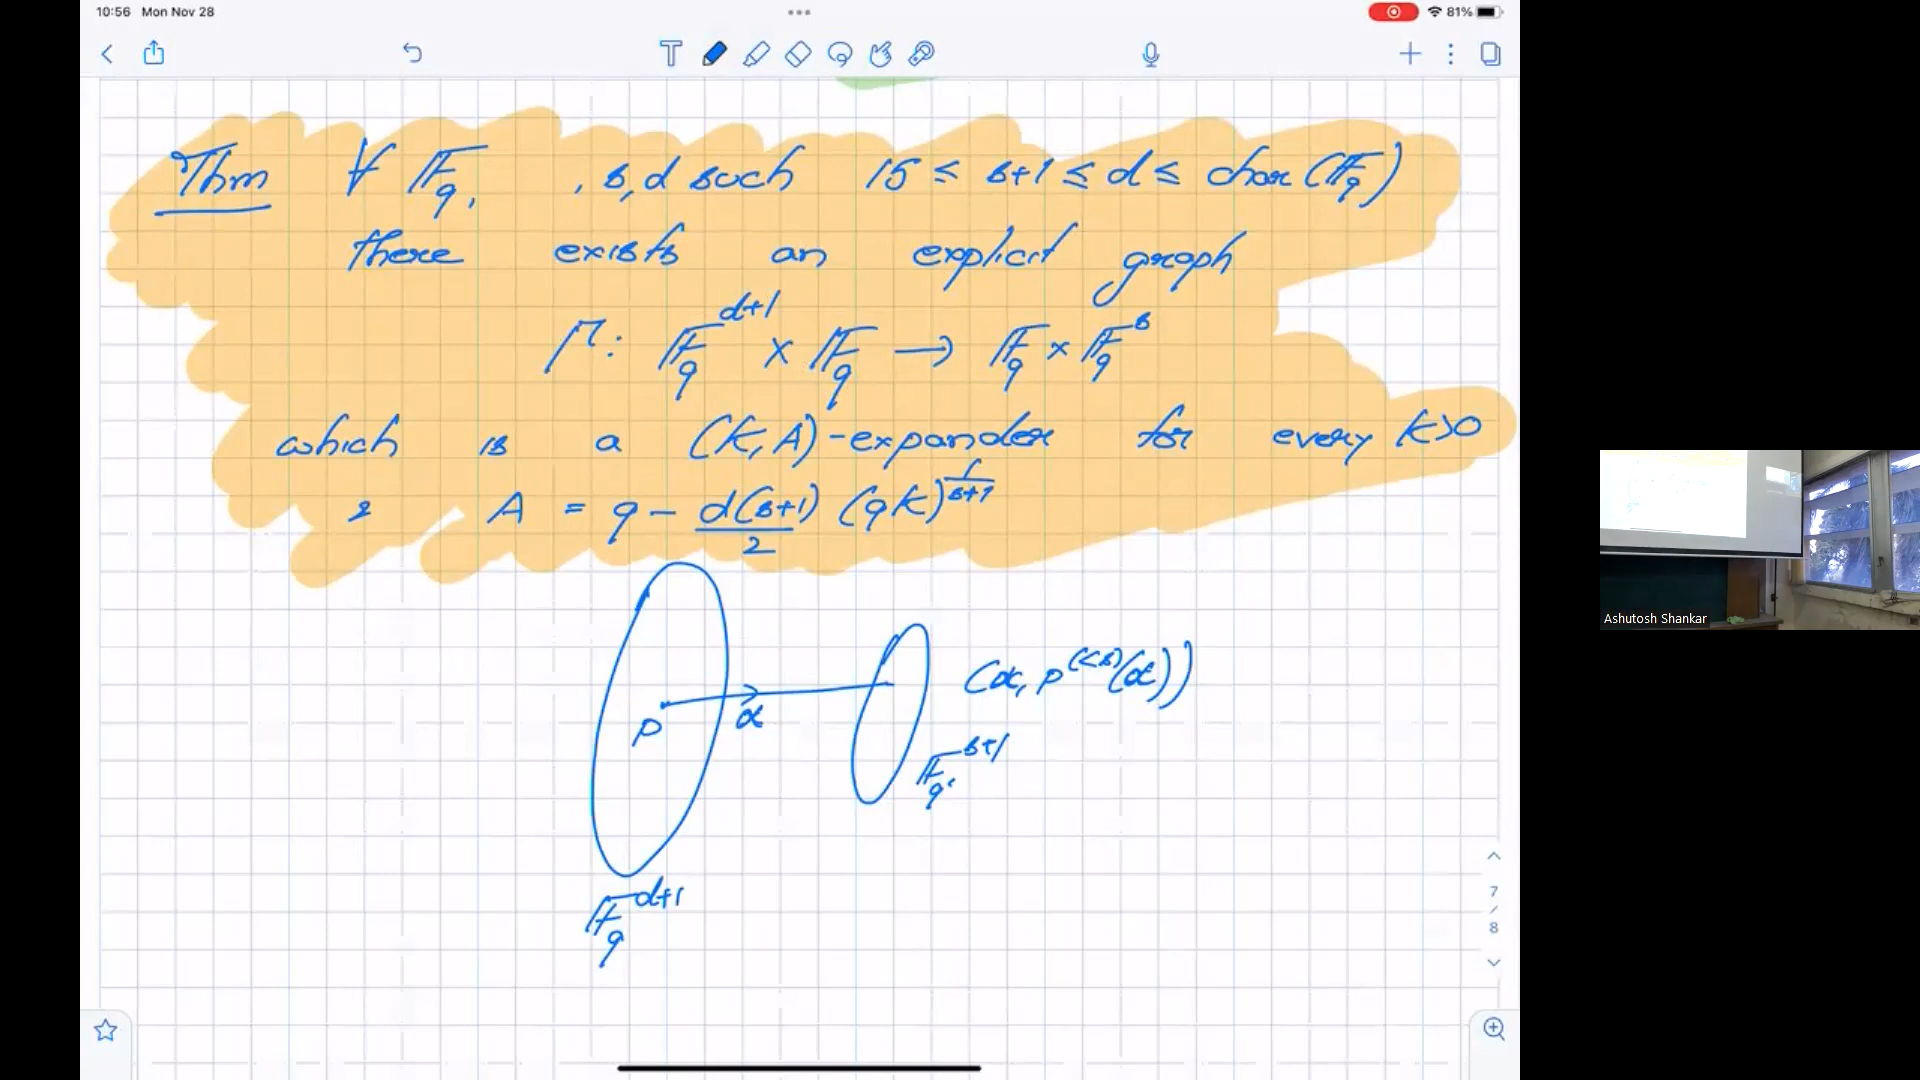 10:56 Mon Nov 28
81%
Thm ∀ 𝔽_q, , s,d such 15 ≤ s+1 ≤ d ≤ char(𝔽_q)
there exists an explicit graph
Γ: 𝔽_q^{d+1} × 𝔽_q → 𝔽_q × 𝔽_q^s
which is a (K,A)-expander for every K>0
& A = q - d(s+1)/2 (qK)^{1/(s+1)}
(α, p^{(<s)}(α))
p α
𝔽_q^{s+1}
𝔽_q^{d+1}
7
/
8
Ashutosh Shankar